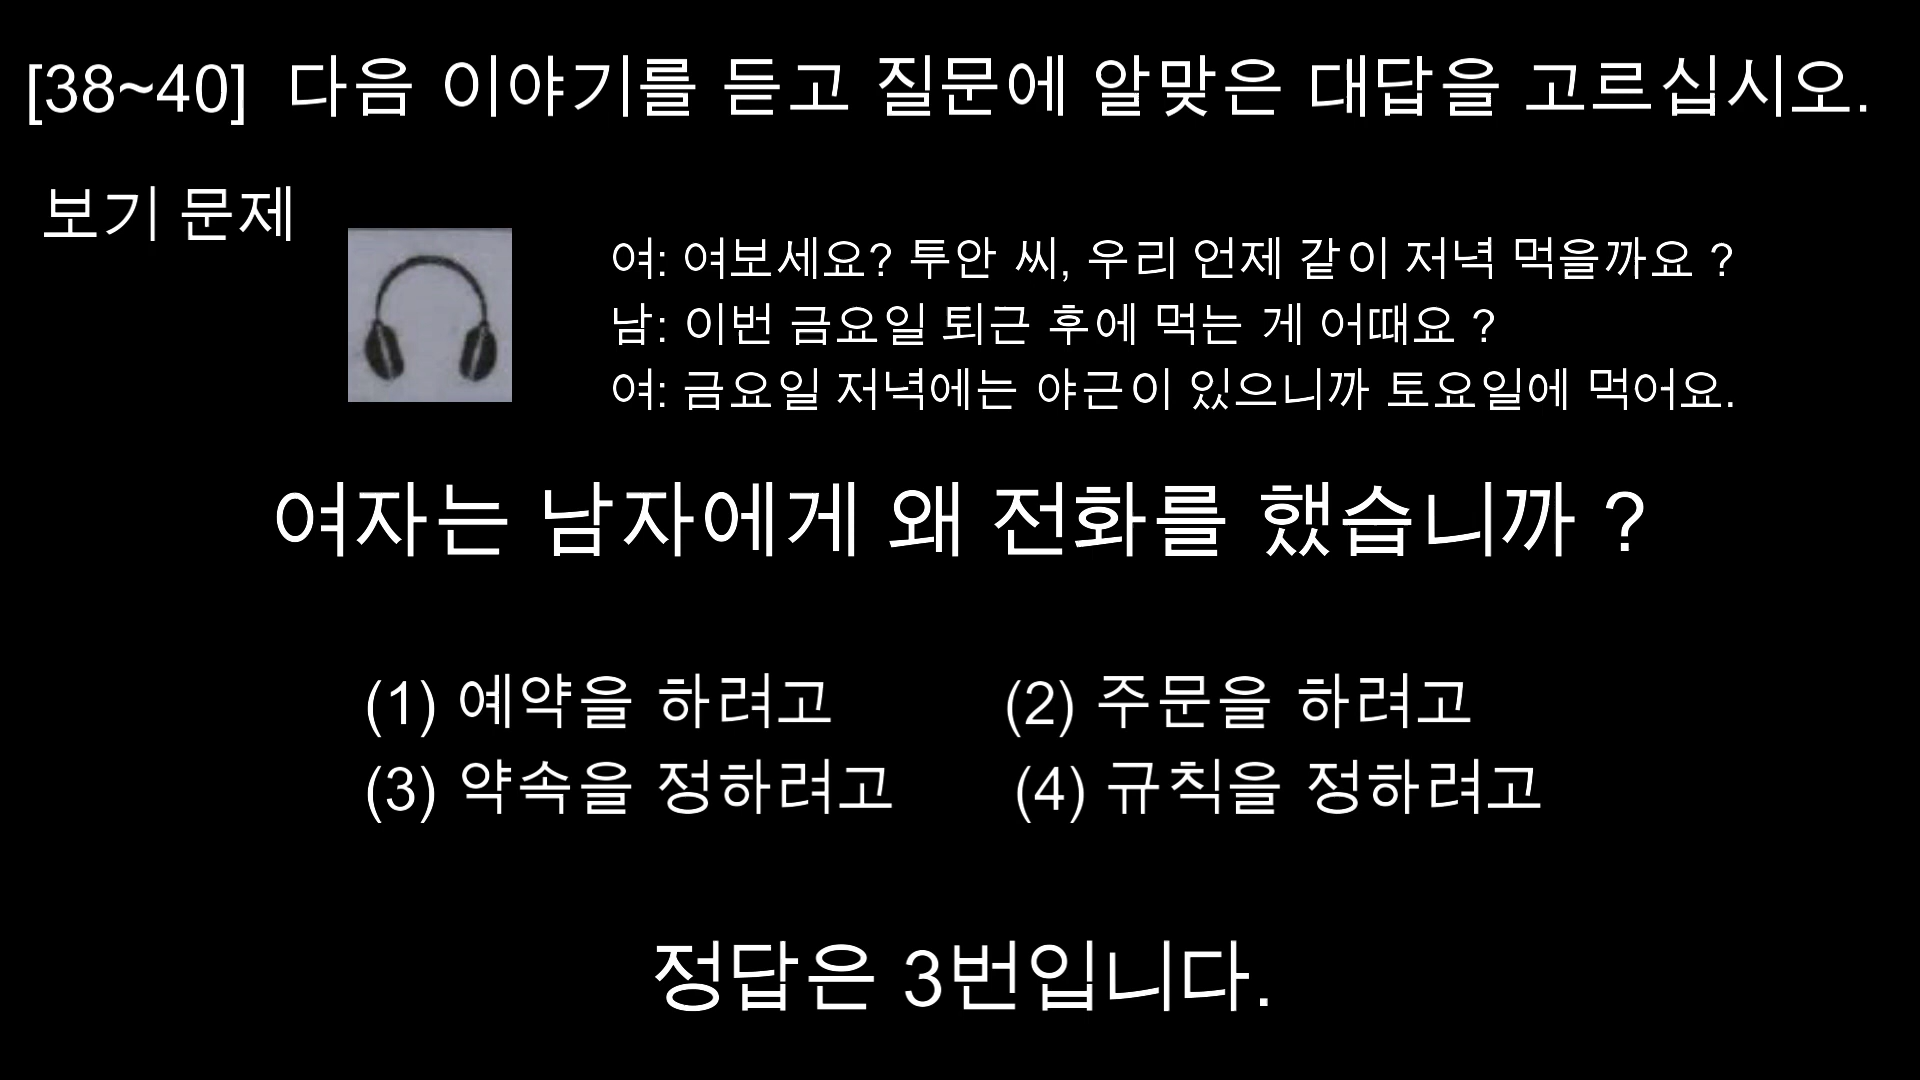 [38~40] 다음 이야기를 듣고 질문에 알맞은 대답을 고르십시오.
보기 문제
여: 여보세요? 투안 씨, 우리 언제 같이 저녁 먹을까요 ?
남: 이번 금요일 퇴근 후에 먹는 게 어때요 ?
여: 금요일 저녁에는 야근이 있으니까 토요일에 먹어요.
여자는 남자에게 왜 전화를 했습니까 ?
(1) 예약을 하려고 (2) 주문을 하려고
(3) 약속을 정하려고 (4) 규칙을 정하려고
정답은 3번입니다.